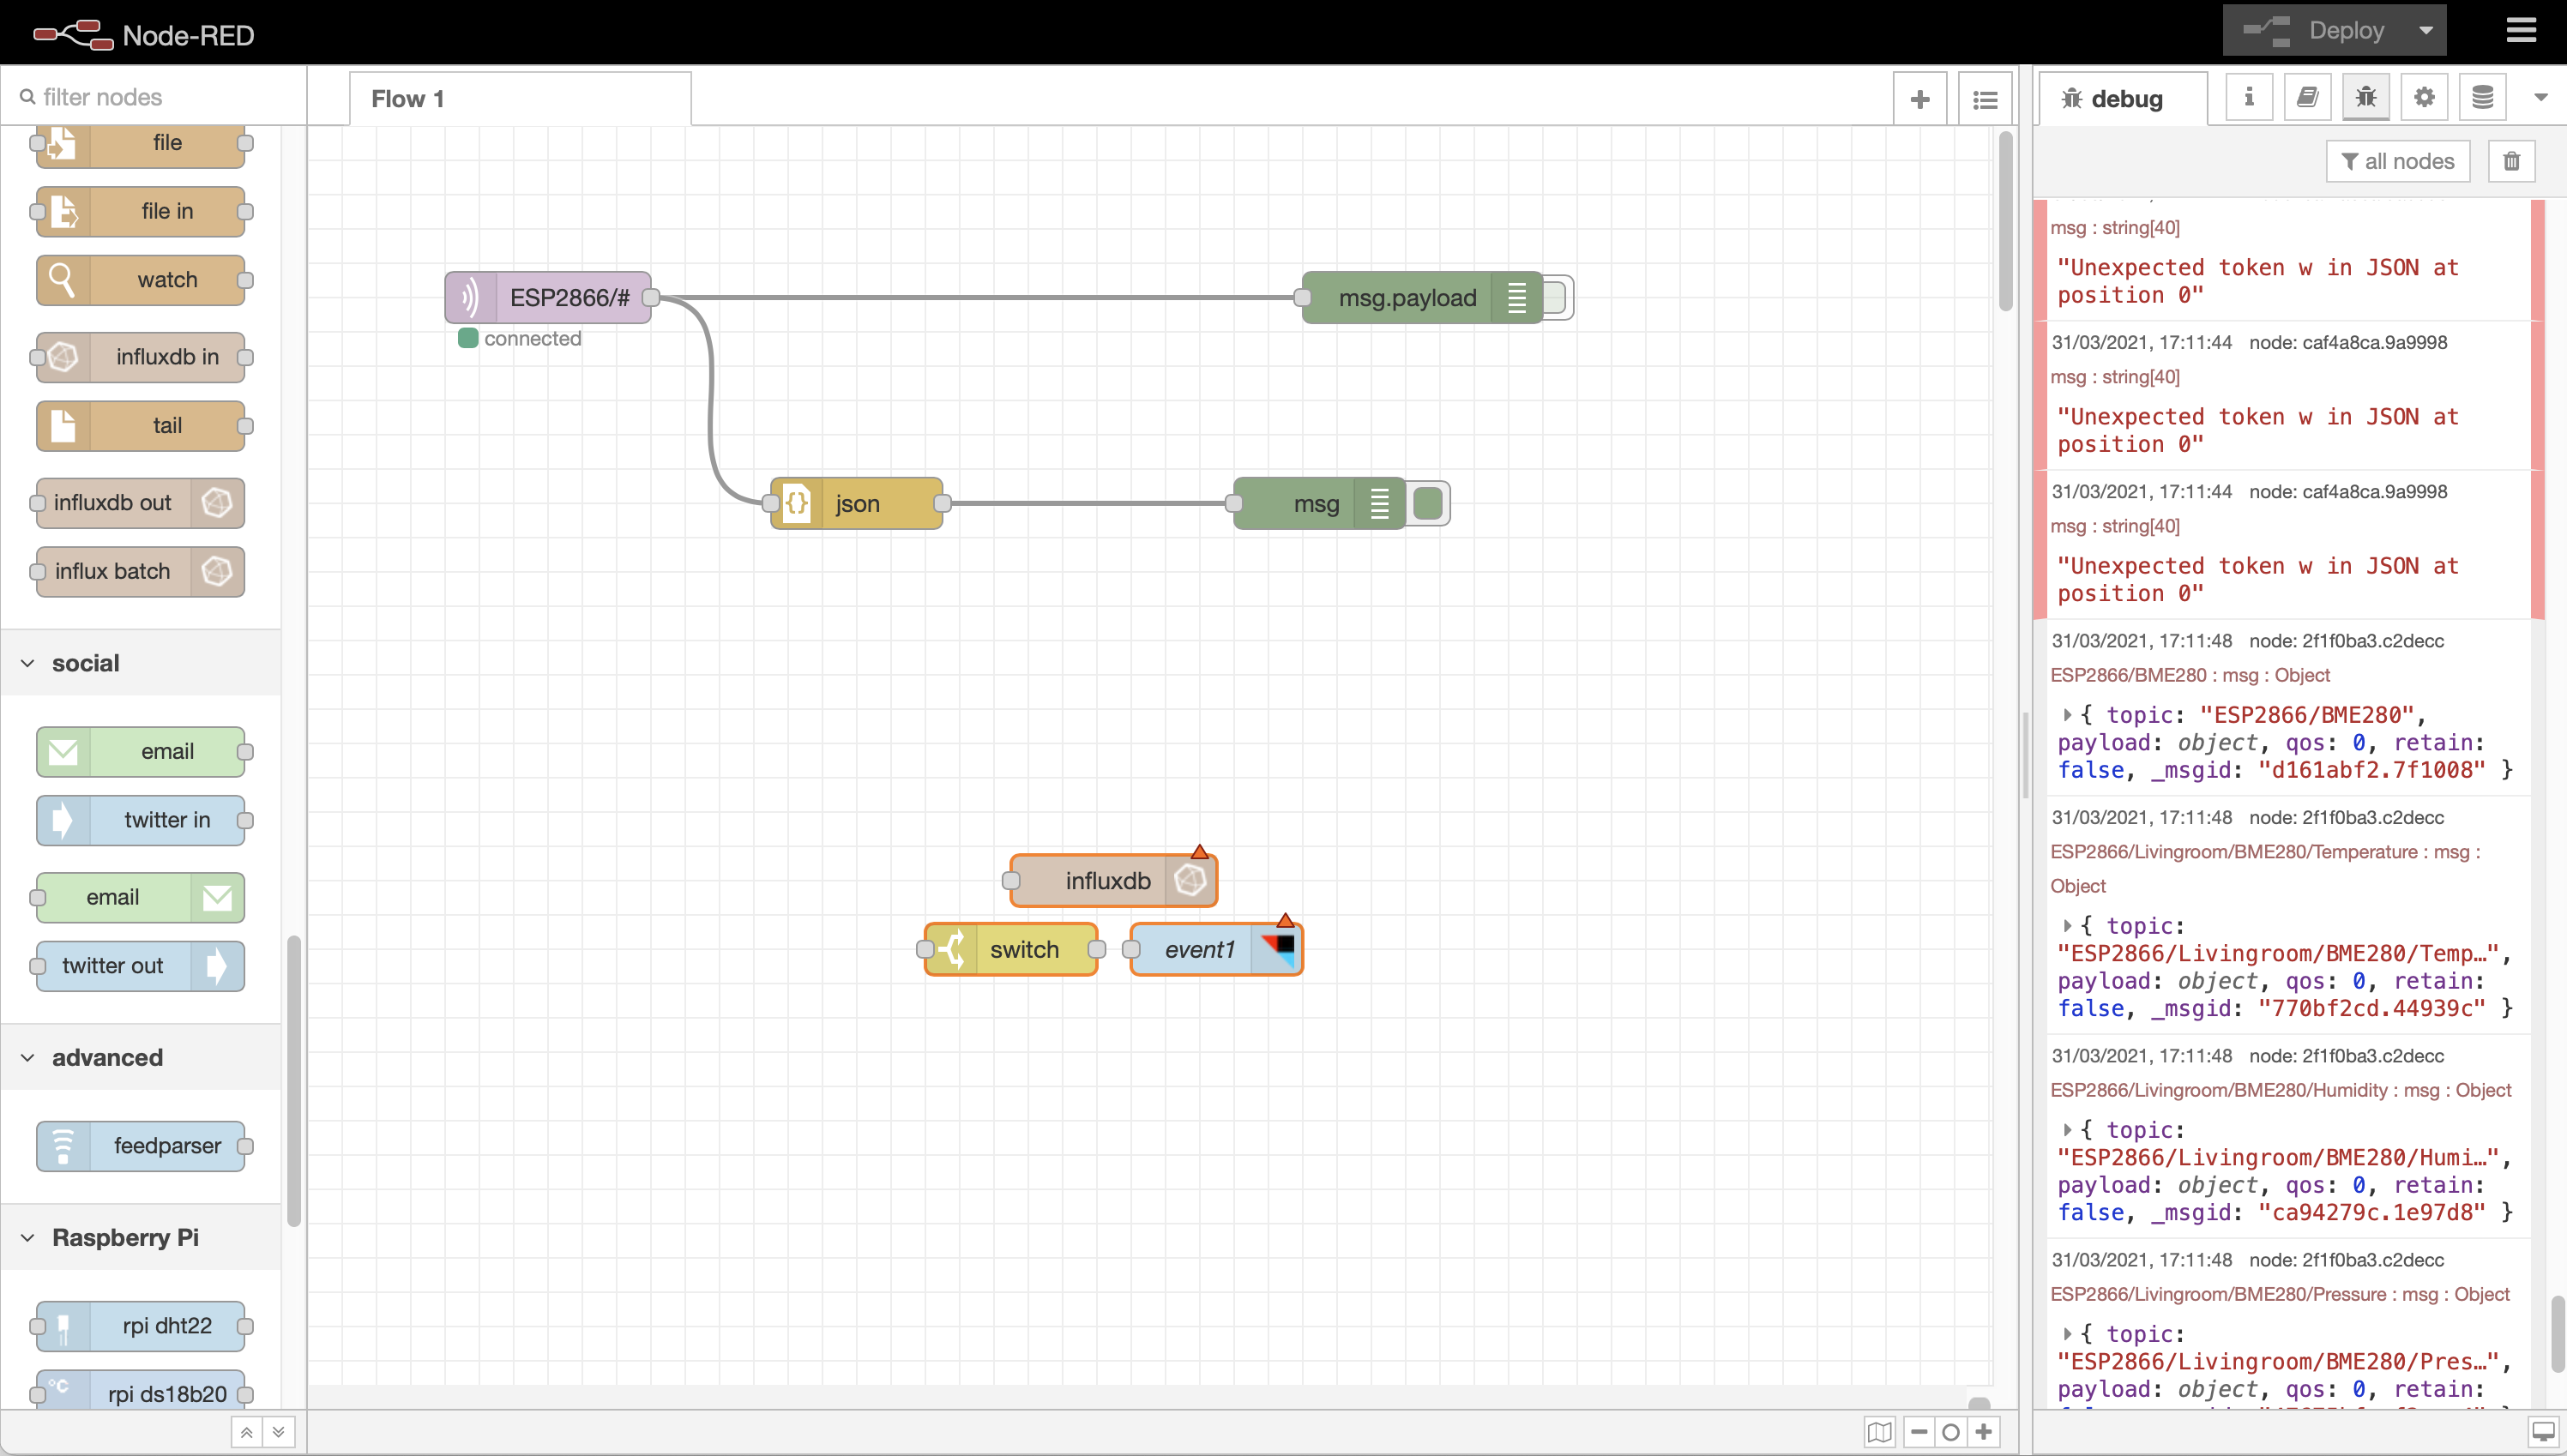 Node-RED
Deploy
filter nodes
file
file in
watch
influxdb in
tail
influxdb out
influx batch
social
email
twitter in
email
twitter out
advanced
feedparser
Raspberry Pi
rpi dht22
°C
rpi ds18b20
Flow 1
ESP2866/#
connected
msg.payload
json
msg
influxdb
switch
event1
debug
all nodes
msg : string[40]
"Unexpected token w in JSON at
position 0"
31/03/2021, 17:11:44 node: caf4a8ca.9a9998
msg : string[40]
"Unexpected token w in JSON at
position 0"
31/03/2021, 17:11:44 node: caf4a8ca.9a9998
msg : string[40]
"Unexpected token w in JSON at
position 0"
31/03/2021, 17:11:48 node: 2f1f0ba3.c2decc
ESP2866/BME280 : msg : Object
{ topic: "ESP2866/BME280",
payload: object, qos: 0, retain:
false, _msgid: "d161abf2.7f1008" }
31/03/2021, 17:11:48 node: 2f1f0ba3.c2decc
ESP2866/Livingroom/BME280/Temperature : msg :
Object
{ topic:
"ESP2866/Livingroom/BME280/Temp…",
payload: object, qos: 0, retain:
false, _msgid: "770bf2cd.44939c" }
31/03/2021, 17:11:48 node: 2f1f0ba3.c2decc
ESP2866/Livingroom/BME280/Humidity : msg : Object
{ topic:
"ESP2866/Livingroom/BME280/Humi…",
payload: object, qos: 0, retain:
false, _msgid: "ca94279c.1e97d8" }
31/03/2021, 17:11:48 node: 2f1f0ba3.c2decc
ESP2866/Livingroom/BME280/Pressure : msg : Object
{ topic:
"ESP2866/Livingroom/BME280/Pres…",
payload: object, qos: 0, retain: